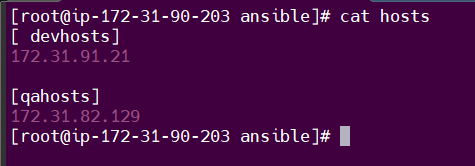 [root@ip-172-31-90-203 ansible]# cat hosts
[ devhosts]
172.31.91.21
[qahosts]
172.31.82.129
[root@ip-172-31-90-203 ansible]#